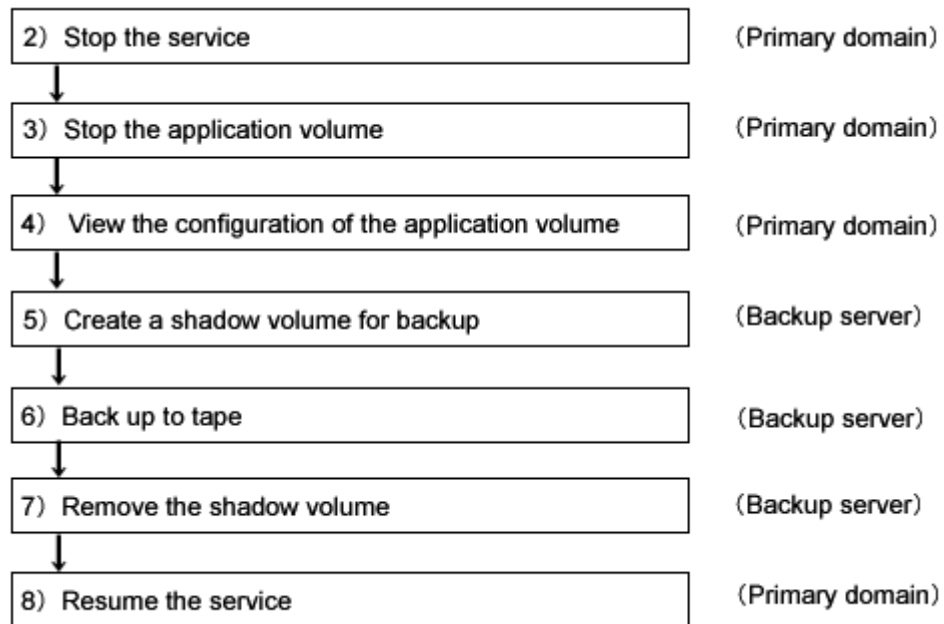 2） Stop the service （Primary domain）
3） Stop the application volume （Primary domain）
4） View the configuration of the application volume （Primary domain）
5） Create a shadow volume for backup （Backup server）
6） Back up to tape （Backup server）
7） Remove the shadow volume （Backup server）
8） Resume the service （Primary domain）